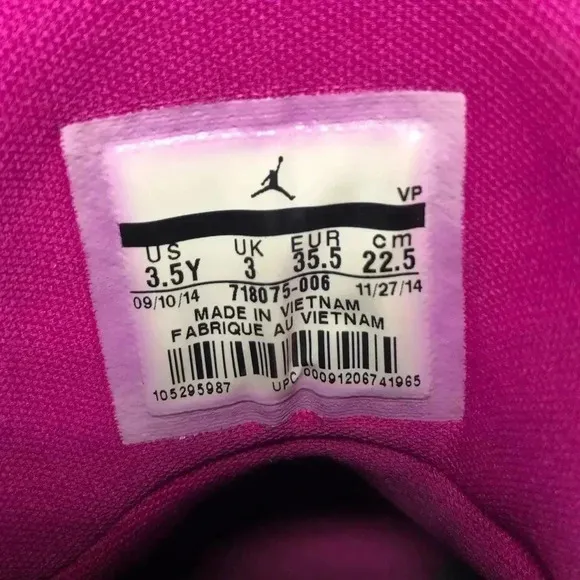 VP
US UK EUR cm
3.5Y 3 35.5 22.5
09/10/14 718075-006 11/27/14
MADE IN VIETNAM
FABRIQUE AU VIETNAM
105295987 UPC 00091206741965